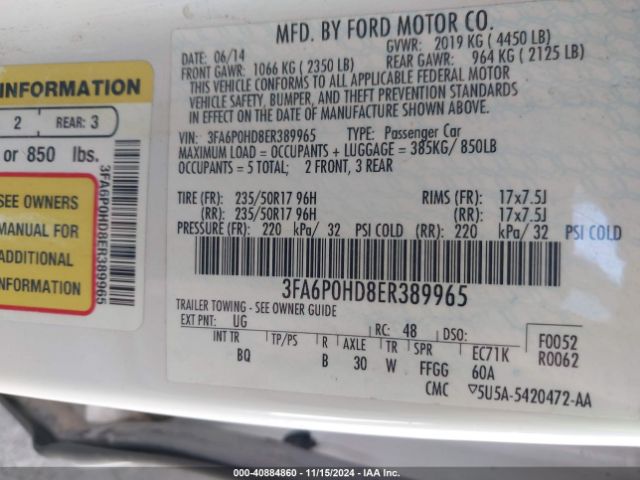 INFORMATION
2 REAR: 3
or 850 lbs.
SEE OWNERS
MANUAL FOR
ADDITIONAL
INFORMATION
3FA6P0HD8ER389965
MFD. BY FORD MOTOR CO.
DATE: 06/14 GVWR: 2019 KG ( 4450 LB)
FRONT GAWR: 1066 KG ( 2350 LB) REAR GAWR: 964 KG ( 2125 LB)
THIS VEHICLE CONFORMS TO ALL APPLICABLE FEDERAL MOTOR
VEHICLE SAFETY, BUMPER, AND THEFT PREVENTION STANDARDS
IN EFFECT ON THE DATE OF MANUFACTURE SHOWN ABOVE.
VIN: 3FA6P0HD8ER389965 TYPE: Passenger Car
MAXIMUM LOAD = OCCUPANTS + LUGGAGE = 385KG/ 850LB
OCCUPANTS = 5 TOTAL; 2 FRONT, 3 REAR
TIRE (FR): 235/50R17 96H RIMS (FR): 17x7.5J
(RR): 235/50R17 96H (RR): 17x7.5J
PRESSURE (FR): 220 kPa/ 32 PSI COLD (RR): 220 kPa/ 32 PSI COLD
3FA6P0HD8ER389965
TRAILER TOWING - SEE OWNER GUIDE
EXT PNT: UG RC: 48 DSO:
INT TR TP/PS R AXLE TR SPR EC71K F0052
BQ B 30 W FFGG 60A R0062
CMC 5U5A-5420472-AA
© - 40884860 - 11/15/2024 - IAA Inc.